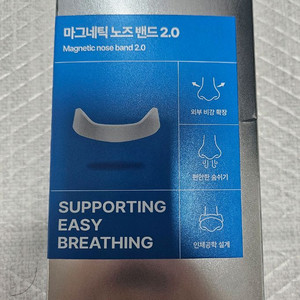 마그네틱 노즈 밴드 2.0
Magnetic nose band 2.0
외부 비강 확장
편안한 숨쉬기
인체공학 설계
SUPPORTING
EASY
BREATHING